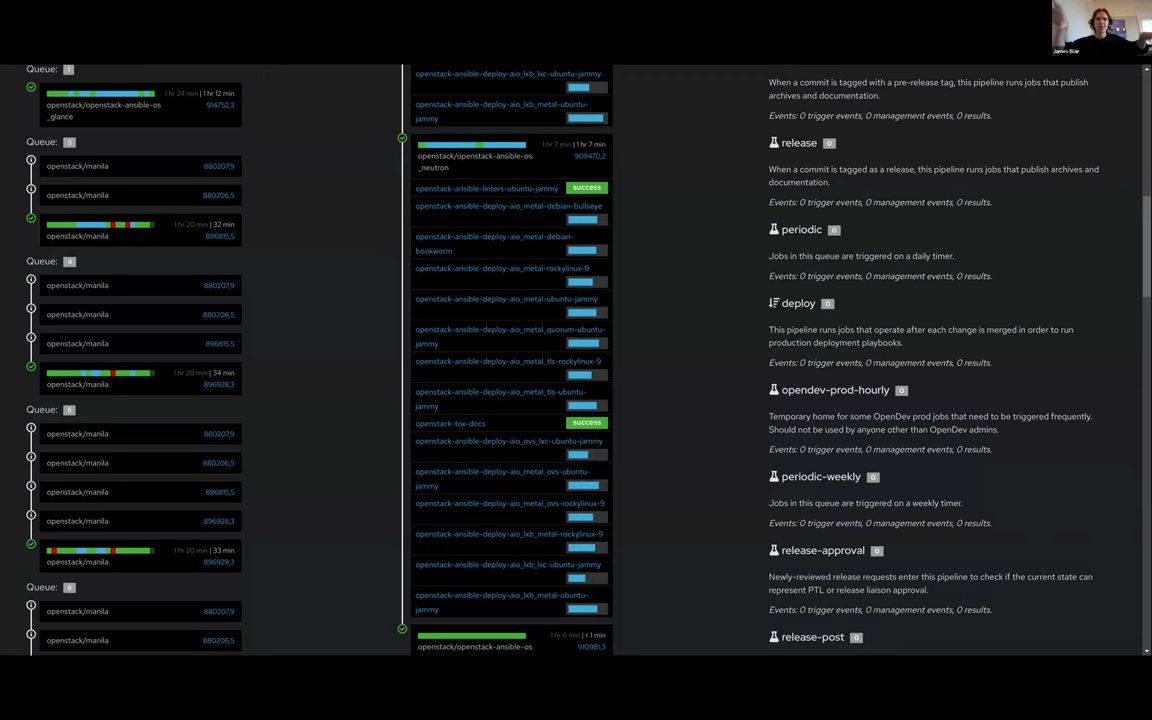 James Blair
Queue: 1
1 hr 24 min | 1 hr 12 min
openstack/openstack-ansible-os
_glance
914752,3
Queue: 3
openstack/manila 880207,9
openstack/manila 880206,5
1 hr 20 min | 32 min
openstack/manila 896815,5
Queue: 4
openstack/manila 880207,9
openstack/manila 880206,5
openstack/manila 896815,5
1 hr 20 min | 34 min
openstack/manila 896928,3
Queue: 5
openstack/manila 880207,9
openstack/manila 880206,5
openstack/manila 896815,5
openstack/manila 896928,3
1 hr 20 min | 33 min
openstack/manila 896929,3
Queue: 6
openstack/manila 880207,9
openstack/manila 880206,5
openstack-ansible-deploy-aio_lxb_lxc-ubuntu-jammy
openstack-ansible-deploy-aio_lxb_metal-ubuntu-
jammy
1 hr 7 min | 1 hr 7 min
openstack/openstack-ansible-os
_neutron
909470,2
openstack-ansible-linters-ubuntu-jammy success
openstack-ansible-deploy-aio_metal-debian-bullseye
openstack-ansible-deploy-aio_metal-debian-
bookworm
openstack-ansible-deploy-aio_metal-rockylinux-9
openstack-ansible-deploy-aio_metal-ubuntu-jammy
openstack-ansible-deploy-aio_metal_quorum-ubuntu-
jammy
openstack-ansible-deploy-aio_metal_tls-rockylinux-9
openstack-ansible-deploy-aio_metal_tls-ubuntu-
jammy
openstack-tox-docs success
openstack-ansible-deploy-aio_ovs_lxc-ubuntu-jammy
openstack-ansible-deploy-aio_metal_ovs-ubuntu-
jammy
openstack-ansible-deploy-aio_metal_ovs-rockylinux-9
openstack-ansible-deploy-aio_lxb_metal-rockylinux-9
openstack-ansible-deploy-aio_lxb_lxc-ubuntu-jammy
openstack-ansible-deploy-aio_lxb_metal-ubuntu-
jammy
1 hr 6 min | < 1 min
openstack/openstack-ansible-os 910981,3
When a commit is tagged with a pre-release tag, this pipeline runs jobs that publish
archives and documentation.
Events: 0 trigger events, 0 management events, 0 results.
release 0
When a commit is tagged as a release, this pipeline runs jobs that publish archives and
documentation.
Events: 0 trigger events, 0 management events, 0 results.
periodic 0
Jobs in this queue are triggered on a daily timer.
Events: 0 trigger events, 0 management events, 0 results.
deploy 0
This pipeline runs jobs that operate after each change is merged in order to run
production deployment playbooks.
Events: 0 trigger events, 0 management events, 0 results.
opendev-prod-hourly 0
Temporary home for some OpenDev prod jobs that need to be triggered frequently.
Should not be used by anyone other than OpenDev admins.
Events: 0 trigger events, 0 management events, 0 results.
periodic-weekly 0
Jobs in this queue are triggered on a weekly timer.
Events: 0 trigger events, 0 management events, 0 results.
release-approval 0
Newly-reviewed release requests enter this pipeline to check if the current state can
represent PTL or release liaison approval.
Events: 0 trigger events, 0 management events, 0 results.
release-post 0